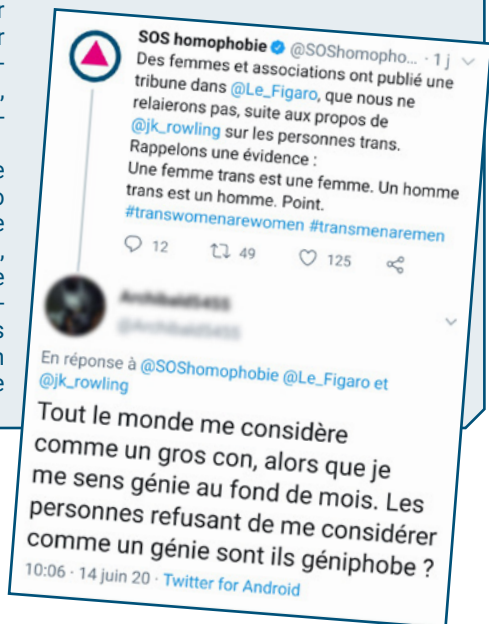 SOS homophobie @SOShomopho... · 1 j
Des femmes et associations ont publié une
tribune dans @Le_Figaro, que nous ne
relaierons pas, suite aux propos de
@jk_rowling sur les personnes trans.
Rappelons une évidence :
Une femme trans est une femme. Un homme
trans est un homme. Point.
#transwomenarewomen #transmenaremen
12 49 125
En réponse à @SOShomophobie @Le_Figaro et
@jk_rowling
Tout le monde me considère
comme un gros con, alors que je
me sens génie au fond de mois. Les
personnes refusant de me considérer
comme un génie sont ils géniphobe ?
10:06 · 14 juin 20 · Twitter for Android